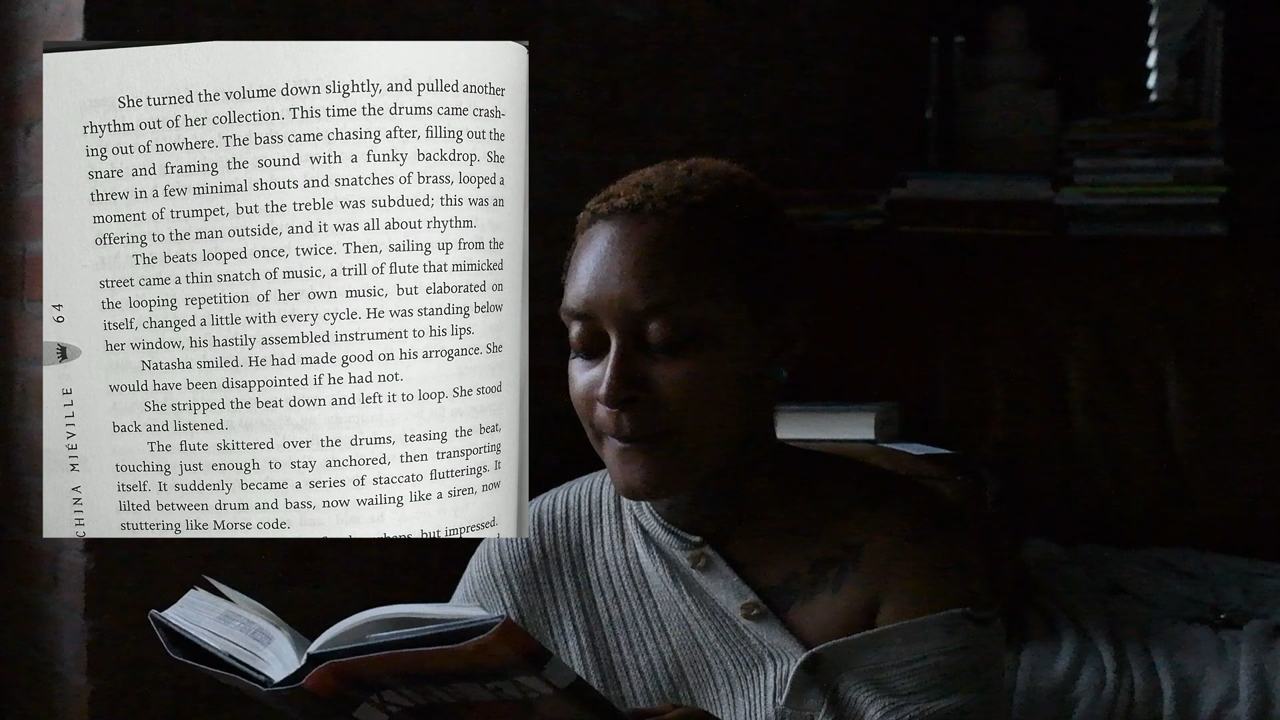 She turned the volume down slightly, and pulled another
rhythm out of her collection. This time the drums came crash-
ing out of nowhere. The bass came chasing after, filling out the
snare and framing the sound with a funky backdrop. She
threw in a few minimal shouts and snatches of brass, looped a
moment of trumpet, but the treble was subdued; this was an
offering to the man outside, and it was all about rhythm.
The beats looped once, twice. Then, sailing up from the
street came a thin snatch of music, a trill of flute that mimicked
the looping repetition of her own music, but elaborated on
itself, changed a little with every cycle. He was standing below
her window, his hastily assembled instrument to his lips.
Natasha smiled. He had made good on his arrogance. She
would have been disappointed if he had not.
She stripped the beat down and left it to loop. She stood
back and listened.
The flute skittered over the drums, teasing the beat,
touching just enough to stay anchored, then transporting
itself. It suddenly became a series of staccato flutterings. It
lilted between drum and bass, now wailing like a siren, now
stuttering like Morse code.
but impressed.
CHINA MIÉVILLE 64